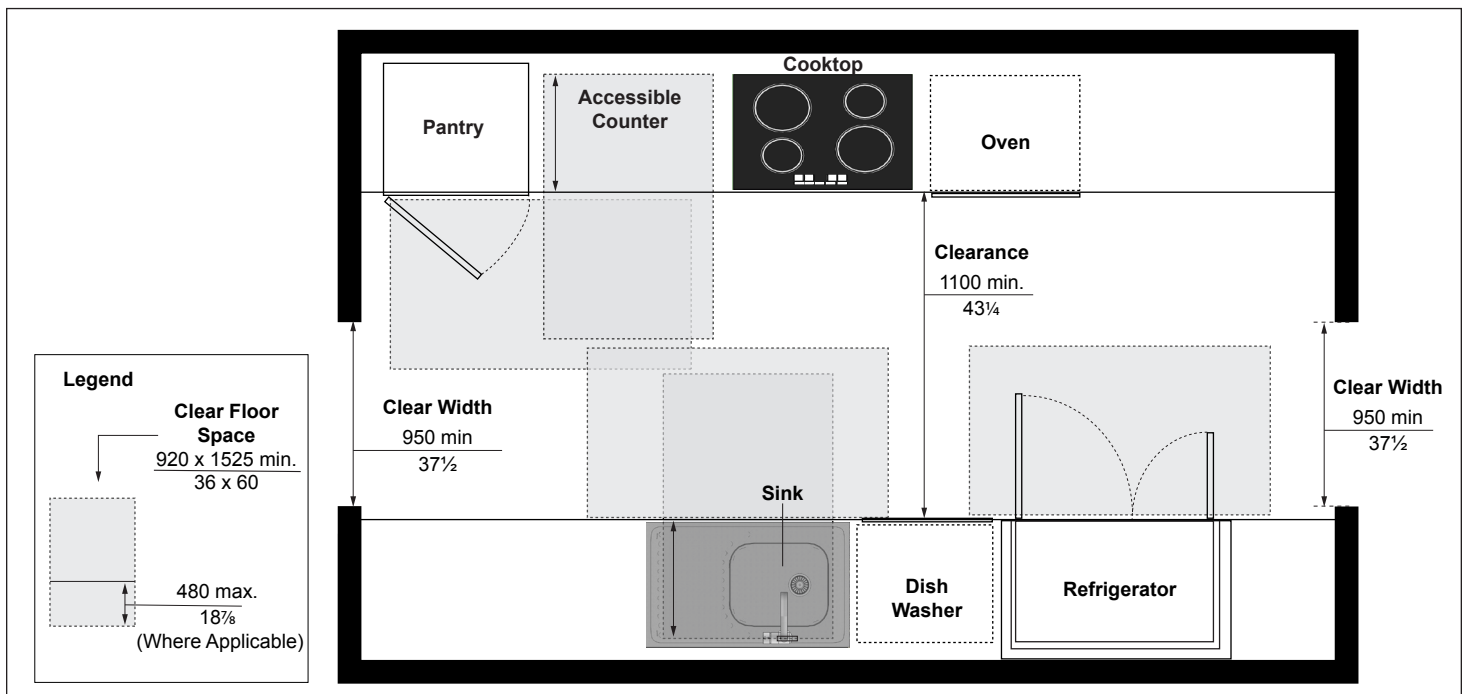 Cooktop
Pantry
Accessible
Counter
Oven
Clearance
1100 min.
43¼
Legend
Clear Floor
Space
920 x 1525 min.
36 x 60
480 max.
18⅞
(Where Applicable)
Clear Width
950 min
37½
Clear Width
950 min
37½
Sink
Dish
Washer
Refrigerator